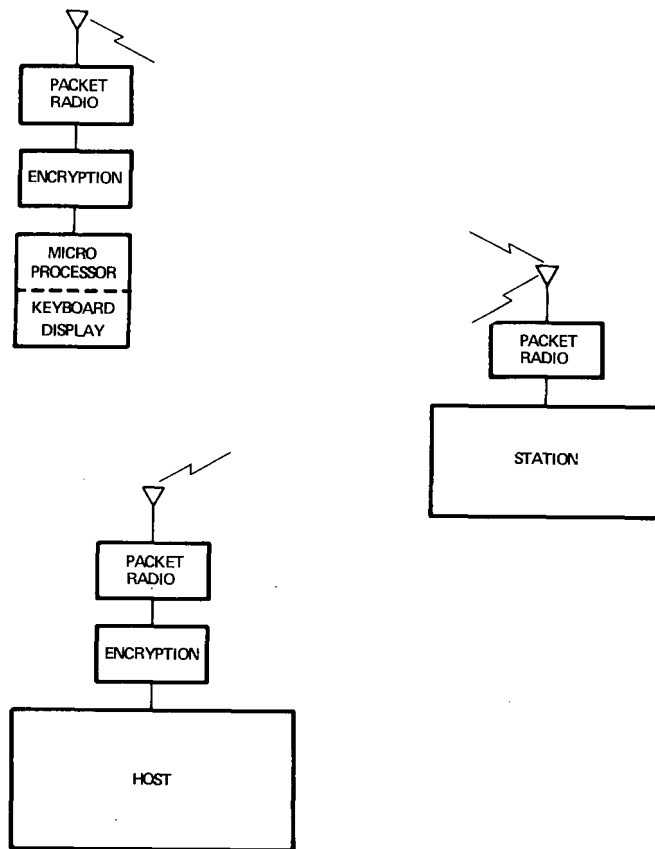 PACKET
RADIO
ENCRYPTION
MICRO
PROCESSOR
KEYBOARD
DISPLAY
PACKET
RADIO
STATION
PACKET
RADIO
ENCRYPTION
HOST